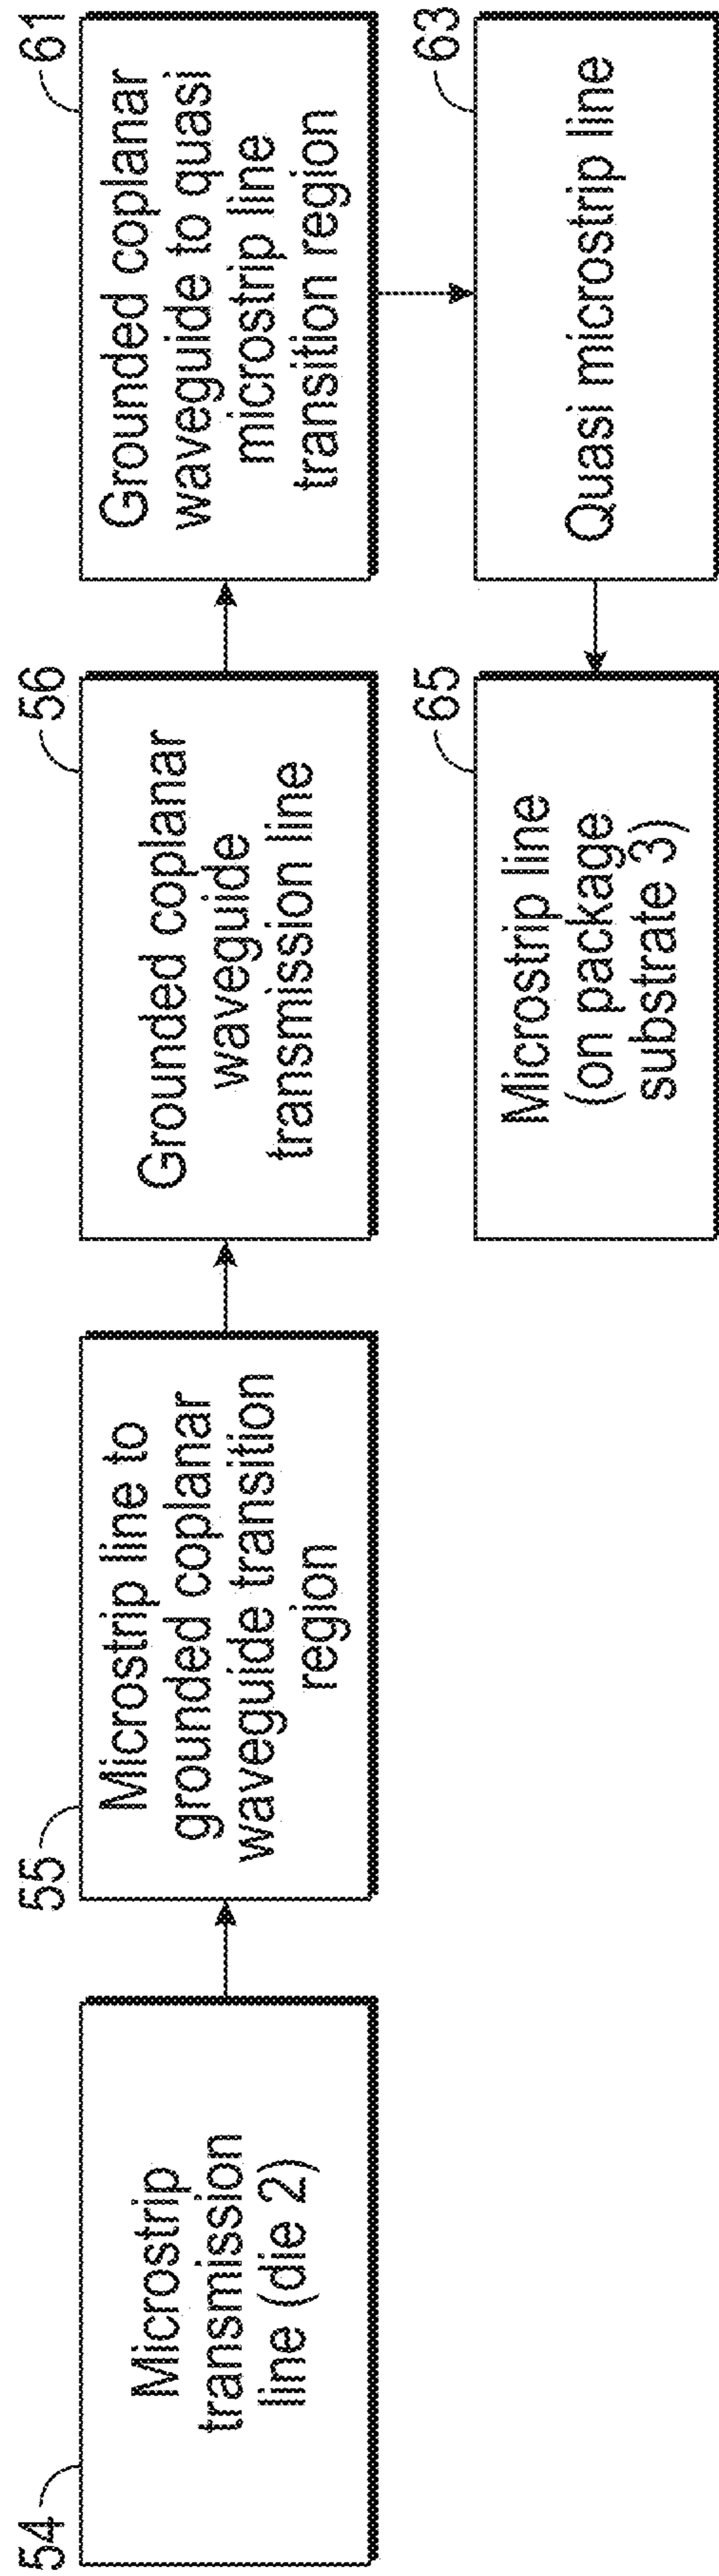 54
Microstrip
transmission
line (die 2)
55
Microstrip line to
grounded coplanar
waveguide transition
region
56
Grounded coplanar
waveguide
transmission line
61
Grounded coplanar
waveguide to quasi
microstrip line
transition region
63
Quasi microstrip line
65
Microstrip line
(on package
substrate 3)